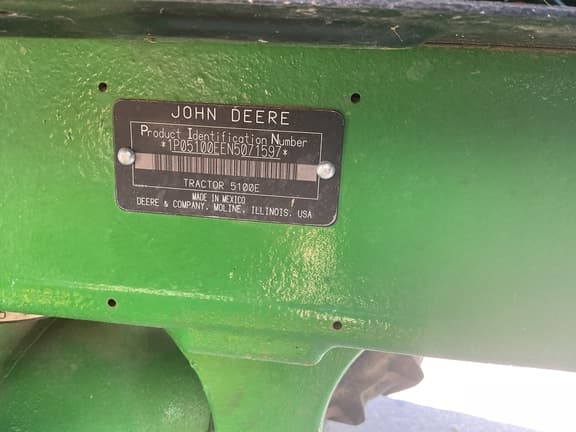 JOHN DEERE
Product Identification Number
*1P05100EEN5071597*
TRACTOR 5100E
MADE IN MEXICO
DEERE & COMPANY, MOLINE, ILLINOIS, USA